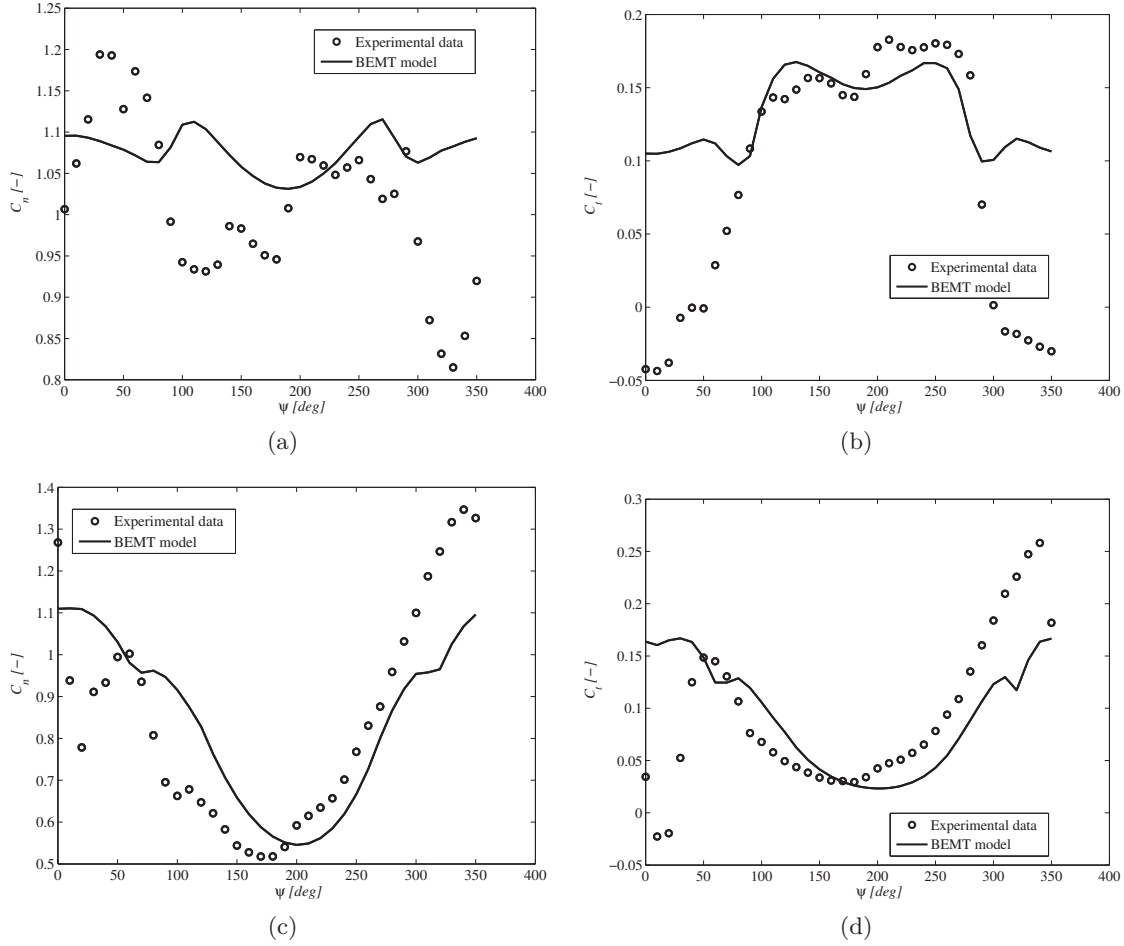 1.25
1.2
1.15
1.1
1.05
1
0.95
0.9
0.85
0.8
C_n [−]
0 50 100 150 200 250 300 350 400
Ψ [deg]
Experimental data
BEMT model
(a)
0.2
0.15
0.1
0.05
0
−0.05
C_t [−]
0 50 100 150 200 250 300 350 400
Ψ [deg]
Experimental data
BEMT model
(b)
1.4
1.3
1.2
1.1
1
0.9
0.8
0.7
0.6
0.5
C_n [−]
0 50 100 150 200 250 300 350 400
Ψ [deg]
Experimental data
BEMT model
(c)
0.3
0.25
0.2
0.15
0.1
0.05
0
−0.05
C_t [−]
0 50 100 150 200 250 300 350 400
Ψ [deg]
Experimental data
BEMT model
(d)